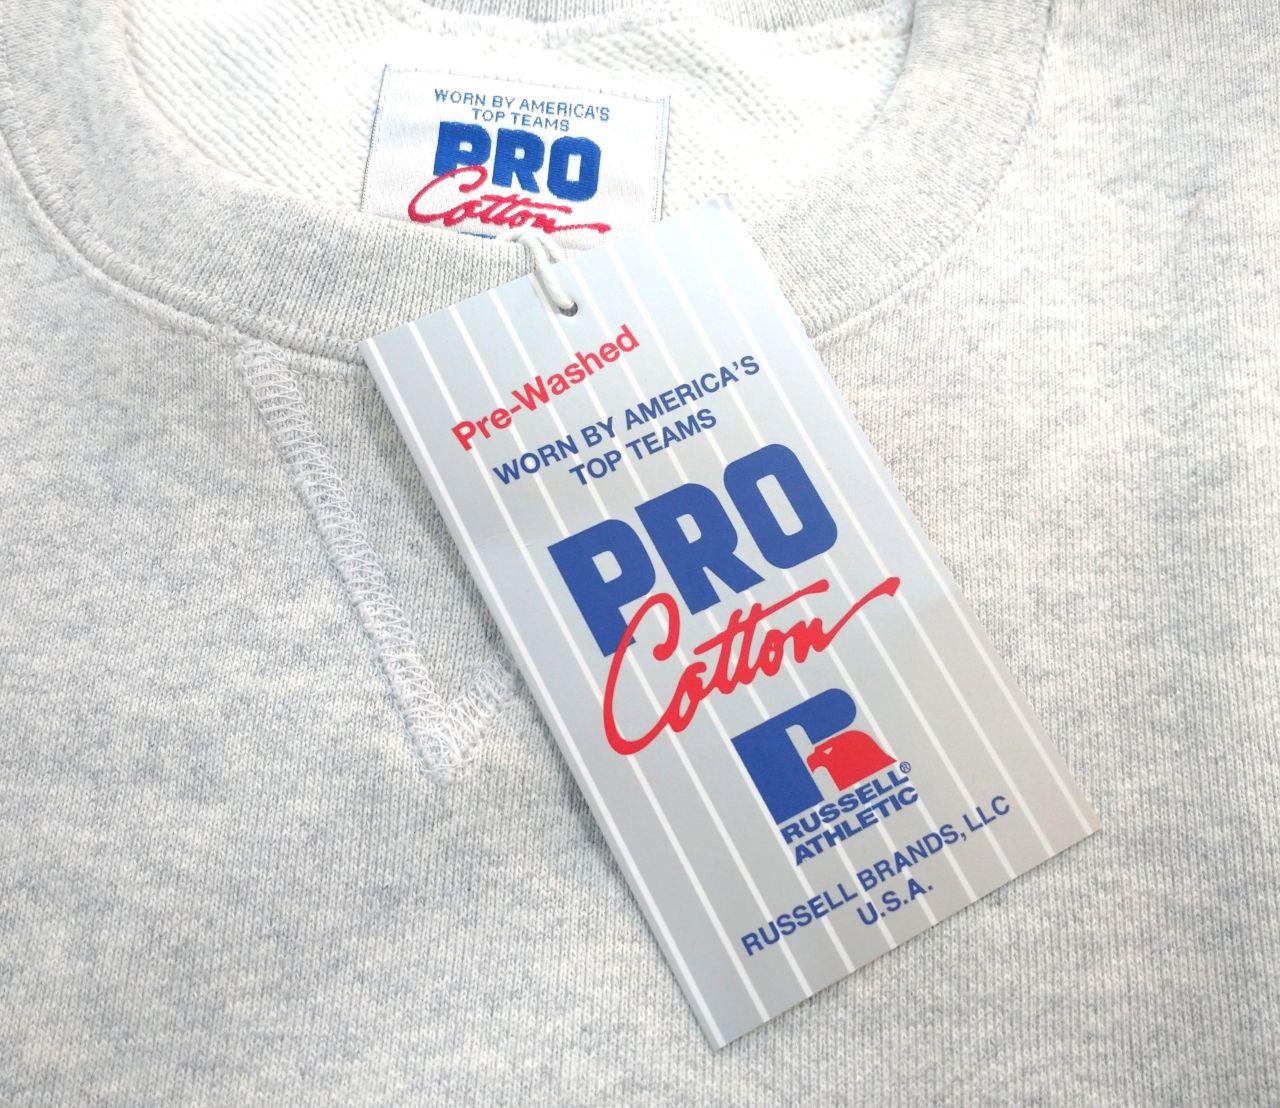 WORN BY AMERICA'S
TOP TEAMS
PRO
Cotton
Pre-Washed
WORN BY AMERICA'S
TOP TEAMS
PRO
Cotton
R
RUSSELL®
ATHLETIC
RUSSELL BRANDS, LLC
U.S.A.